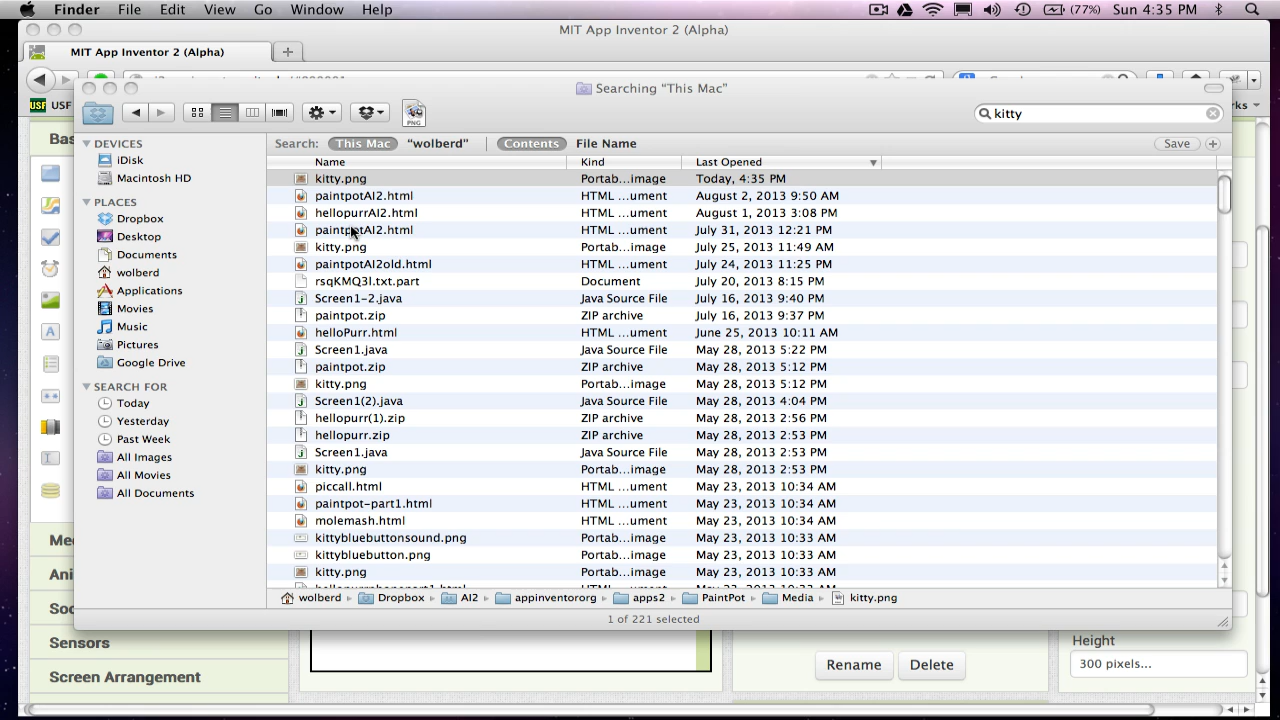 Finder File Edit View Go Window Help (77%) Sun 4:35 PM
MIT App Inventor 2 (Alpha)
MIT App Inventor 2 (Alpha)
Searching "This Mac"
PNG
kitty
USF USF
Search: This Mac "wolberd" Contents File Name Save
Name Kind Last Opened
DEVICES
iDisk
Macintosh HD
PLACES
Dropbox
Desktop
Documents
wolberd
Applications
Movies
Music
Pictures
Google Drive
SEARCH FOR
Today
Yesterday
Past Week
All Images
All Movies
All Documents
kitty.png Portab...image Today, 4:35 PM
paintpotAI2.html HTML ...ument August 2, 2013 9:50 AM
hellopurrAI2.html HTML ...ument August 1, 2013 3:08 PM
paintpotAI2.html HTML ...ument July 31, 2013 12:21 PM
kitty.png Portab...image July 25, 2013 11:49 AM
paintpotAI2old.html HTML ...ument July 24, 2013 11:25 PM
rsqKMQ3I.txt.part Document July 20, 2013 8:15 PM
Screen1-2.java Java Source File July 16, 2013 9:40 PM
paintpot.zip ZIP archive July 16, 2013 9:37 PM
helloPurr.html HTML ...ument June 25, 2013 10:11 AM
Screen1.java Java Source File May 28, 2013 5:22 PM
paintpot.zip ZIP archive May 28, 2013 5:12 PM
kitty.png Portab...image May 28, 2013 5:12 PM
Screen1(2).java Java Source File May 28, 2013 4:04 PM
hellopurr(1).zip ZIP archive May 28, 2013 2:56 PM
hellopurr.zip ZIP archive May 28, 2013 2:53 PM
Screen1.java Java Source File May 28, 2013 2:53 PM
kitty.png Portab...image May 28, 2013 2:53 PM
piccall.html HTML ...ument May 23, 2013 10:34 AM
paintpot-part1.html HTML ...ument May 23, 2013 10:34 AM
molemash.html HTML ...ument May 23, 2013 10:34 AM
kittybluebuttonsound.png Portab...image May 23, 2013 10:33 AM
kittybluebutton.png Portab...image May 23, 2013 10:33 AM
kitty.png Portab...image May 23, 2013 10:33 AM
wolberd Dropbox AI2 appinventororg apps2 PaintPot Media kitty.png
1 of 221 selected
Bas
Me
Ani
Soc
Sensors
Screen Arrangement
Rename Delete
Height
300 pixels...